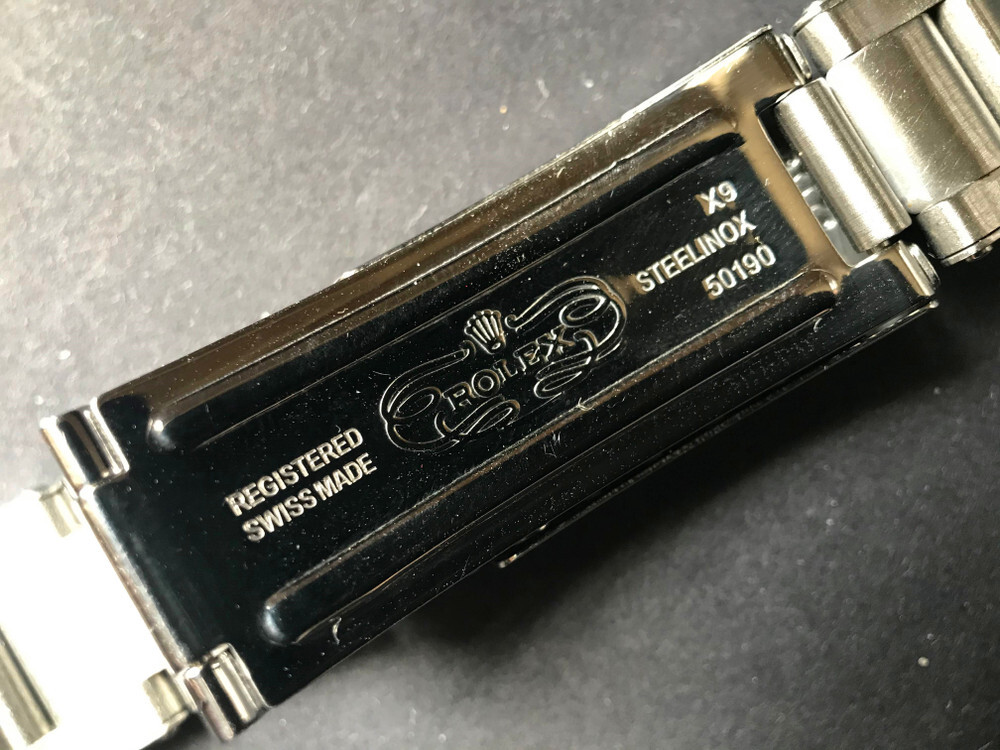 X9
STEELINOX
50190
ROLEX
REGISTERED
SWISS MADE